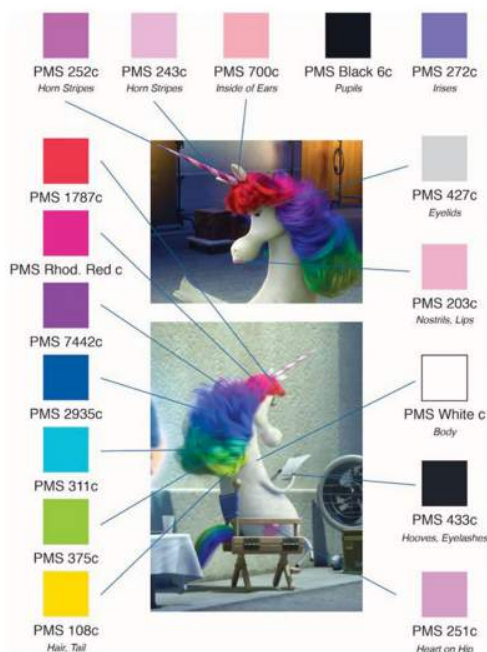 PMS 252c
Horn Stripes
PMS 243c
Horn Stripes
PMS 700c
Inside of Ears
PMS Black 6c
Pupils
PMS 272c
Irises
PMS 1787c
PMS Rhod. Red c
PMS 7442c
PMS 2935c
PMS 311c
PMS 375c
PMS 108c
Hair, Tail
PMS 427c
Eyelids
PMS 203c
Nostrils, Lips
PMS White c
Body
PMS 433c
Hooves, Eyelashes
PMS 251c
Heart on Hip